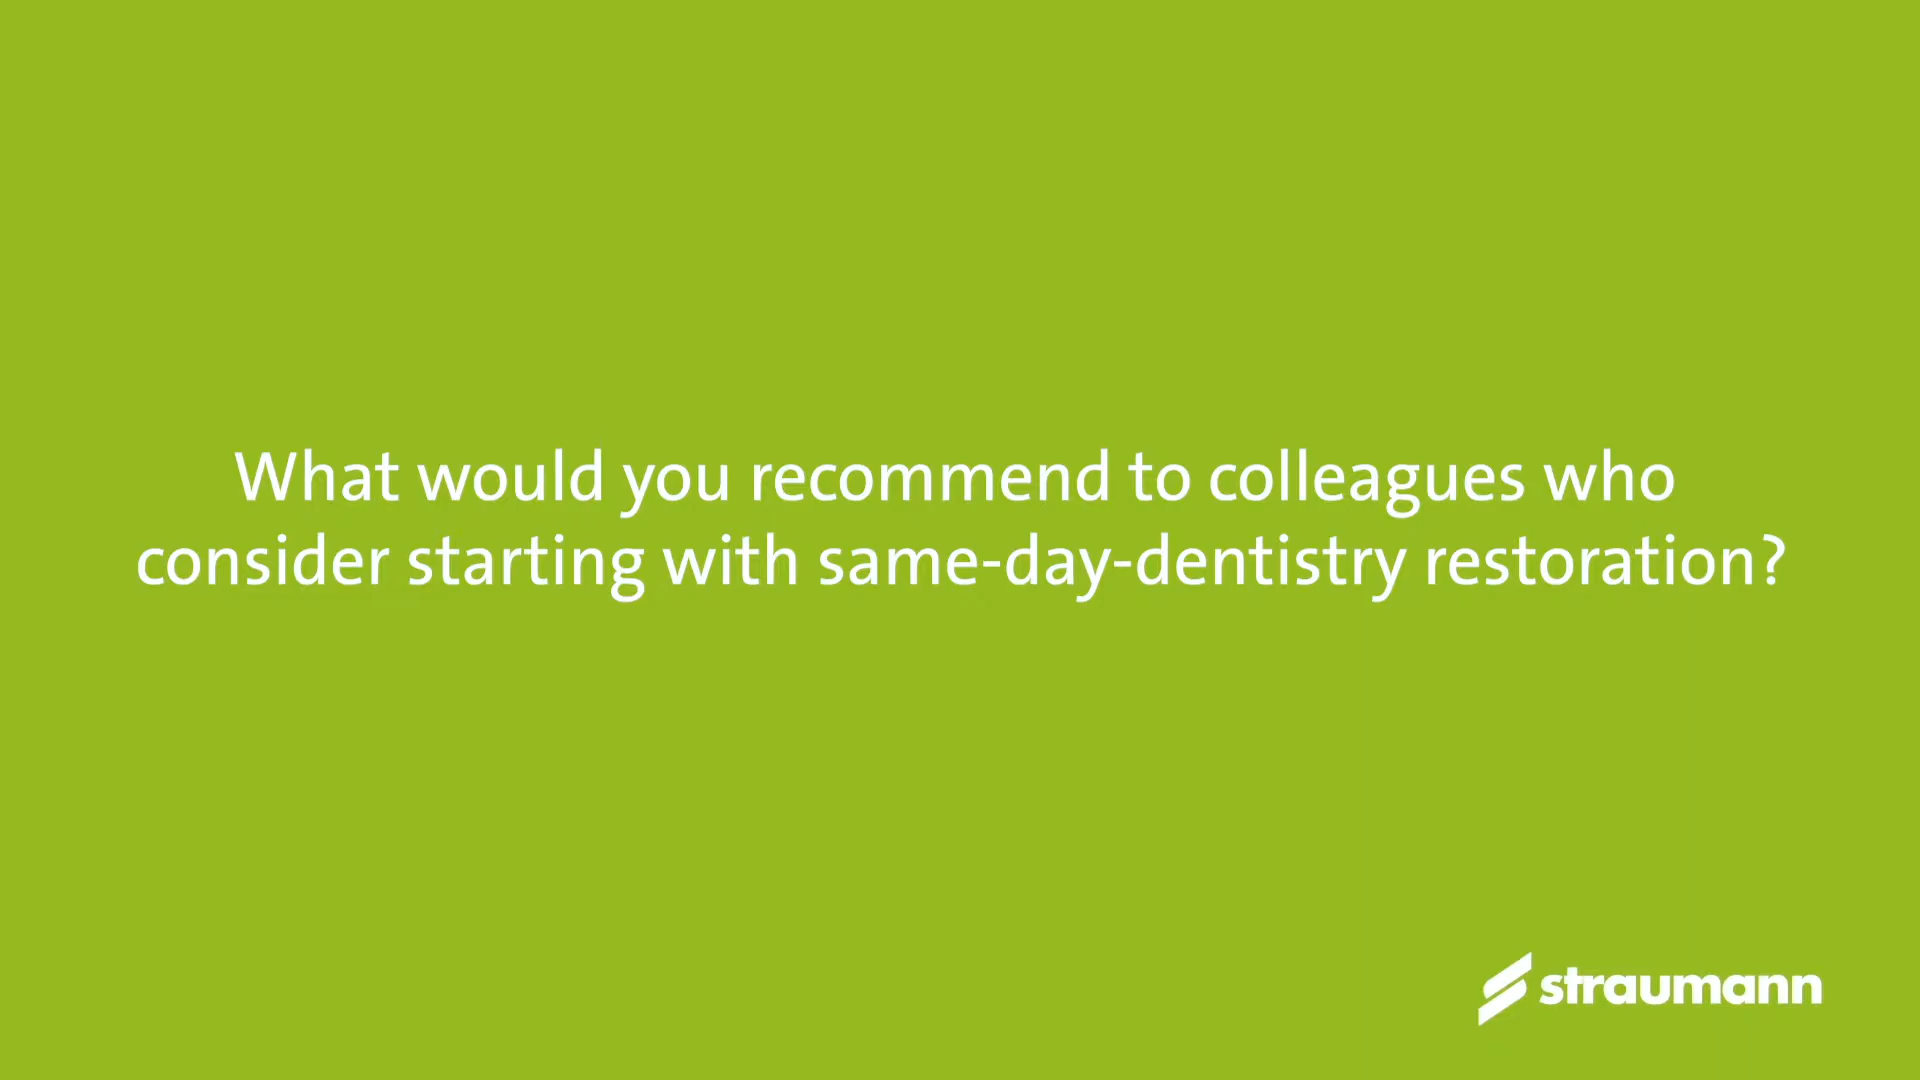 What would you recommend to colleagues who
consider starting with same-day-dentistry restoration?
straumann